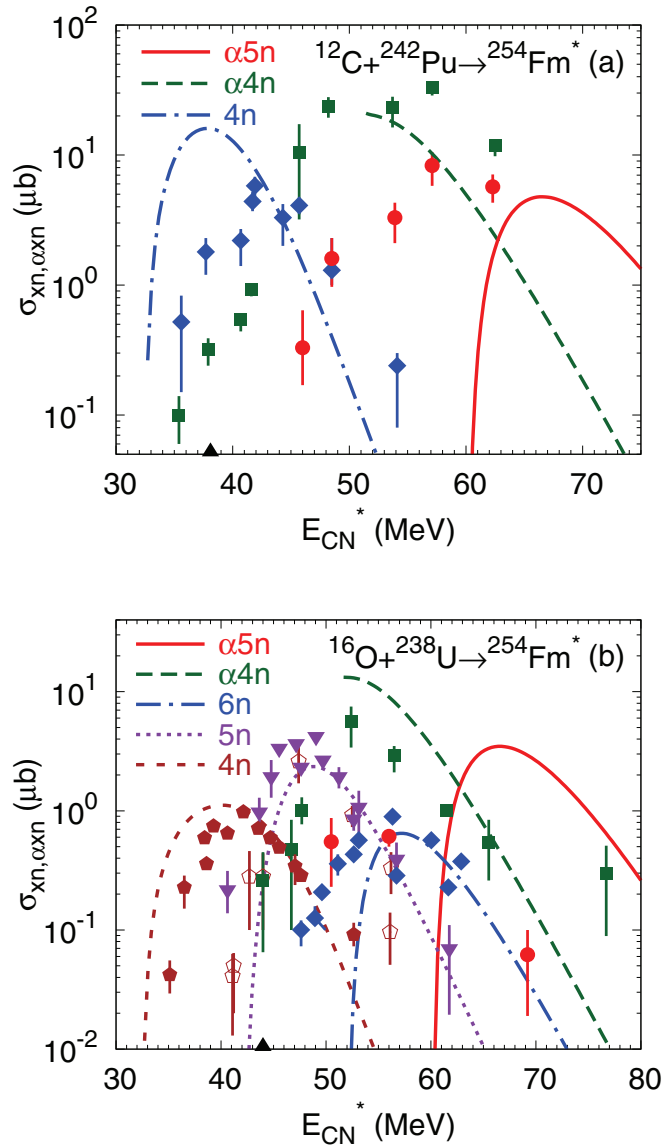 10²
α5n
¹²C+²⁴²Pu→²⁵⁴Fm* (a)
α4n
4n
10¹
10⁰
10⁻¹
σxn,αxn (μb)
30 40 50 60 70
E*CN (MeV)
α5n
¹⁶O+²³⁸U→²⁵⁴Fm* (b)
α4n
10¹
6n
5n
4n
10⁰
10⁻¹
10⁻²
σxn,αxn (μb)
30 40 50 60 70 80
E*CN (MeV)